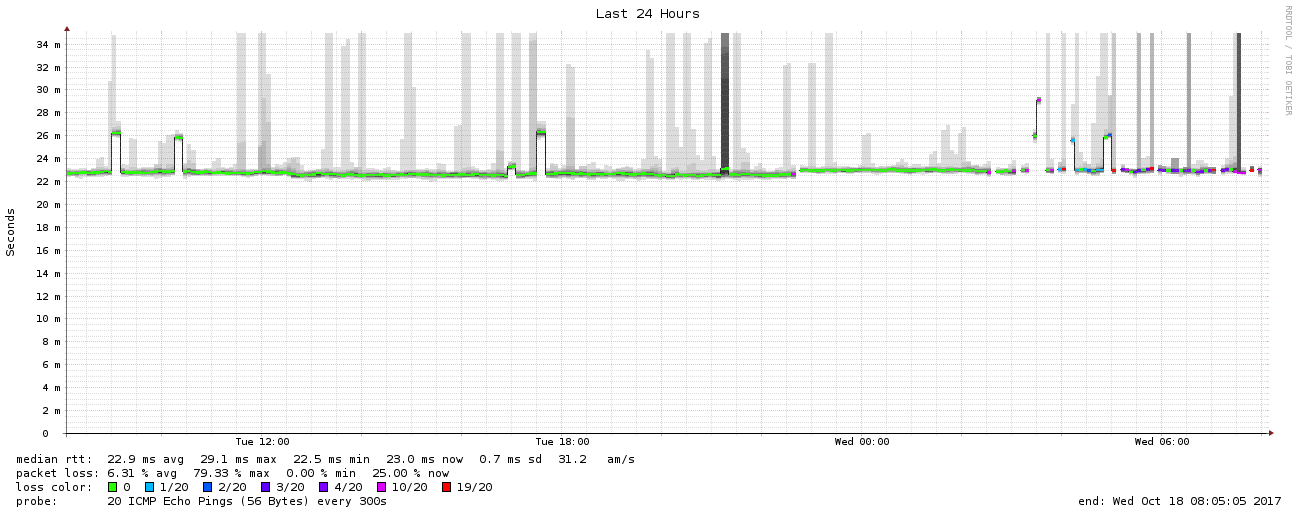 Last 24 Hours
RRDTOOL / TOBI OETIKER
Seconds
34 m
32 m
30 m
28 m
26 m
24 m
22 m
20 m
18 m
16 m
14 m
12 m
10 m
8 m
6 m
4 m
2 m
0
Tue 12:00 Tue 18:00 Wed 00:00 Wed 06:00
median rtt: 22.9 ms avg 29.1 ms max 22.5 ms min 23.0 ms now 0.7 ms sd 31.2 am/s
packet loss: 6.31 % avg 79.33 % max 0.00 % min 25.00 % now
loss color: 0 1/20 2/20 3/20 4/20 10/20 19/20
probe: 20 ICMP Echo Pings (56 Bytes) every 300s end: Wed Oct 18 08:05:05 2017